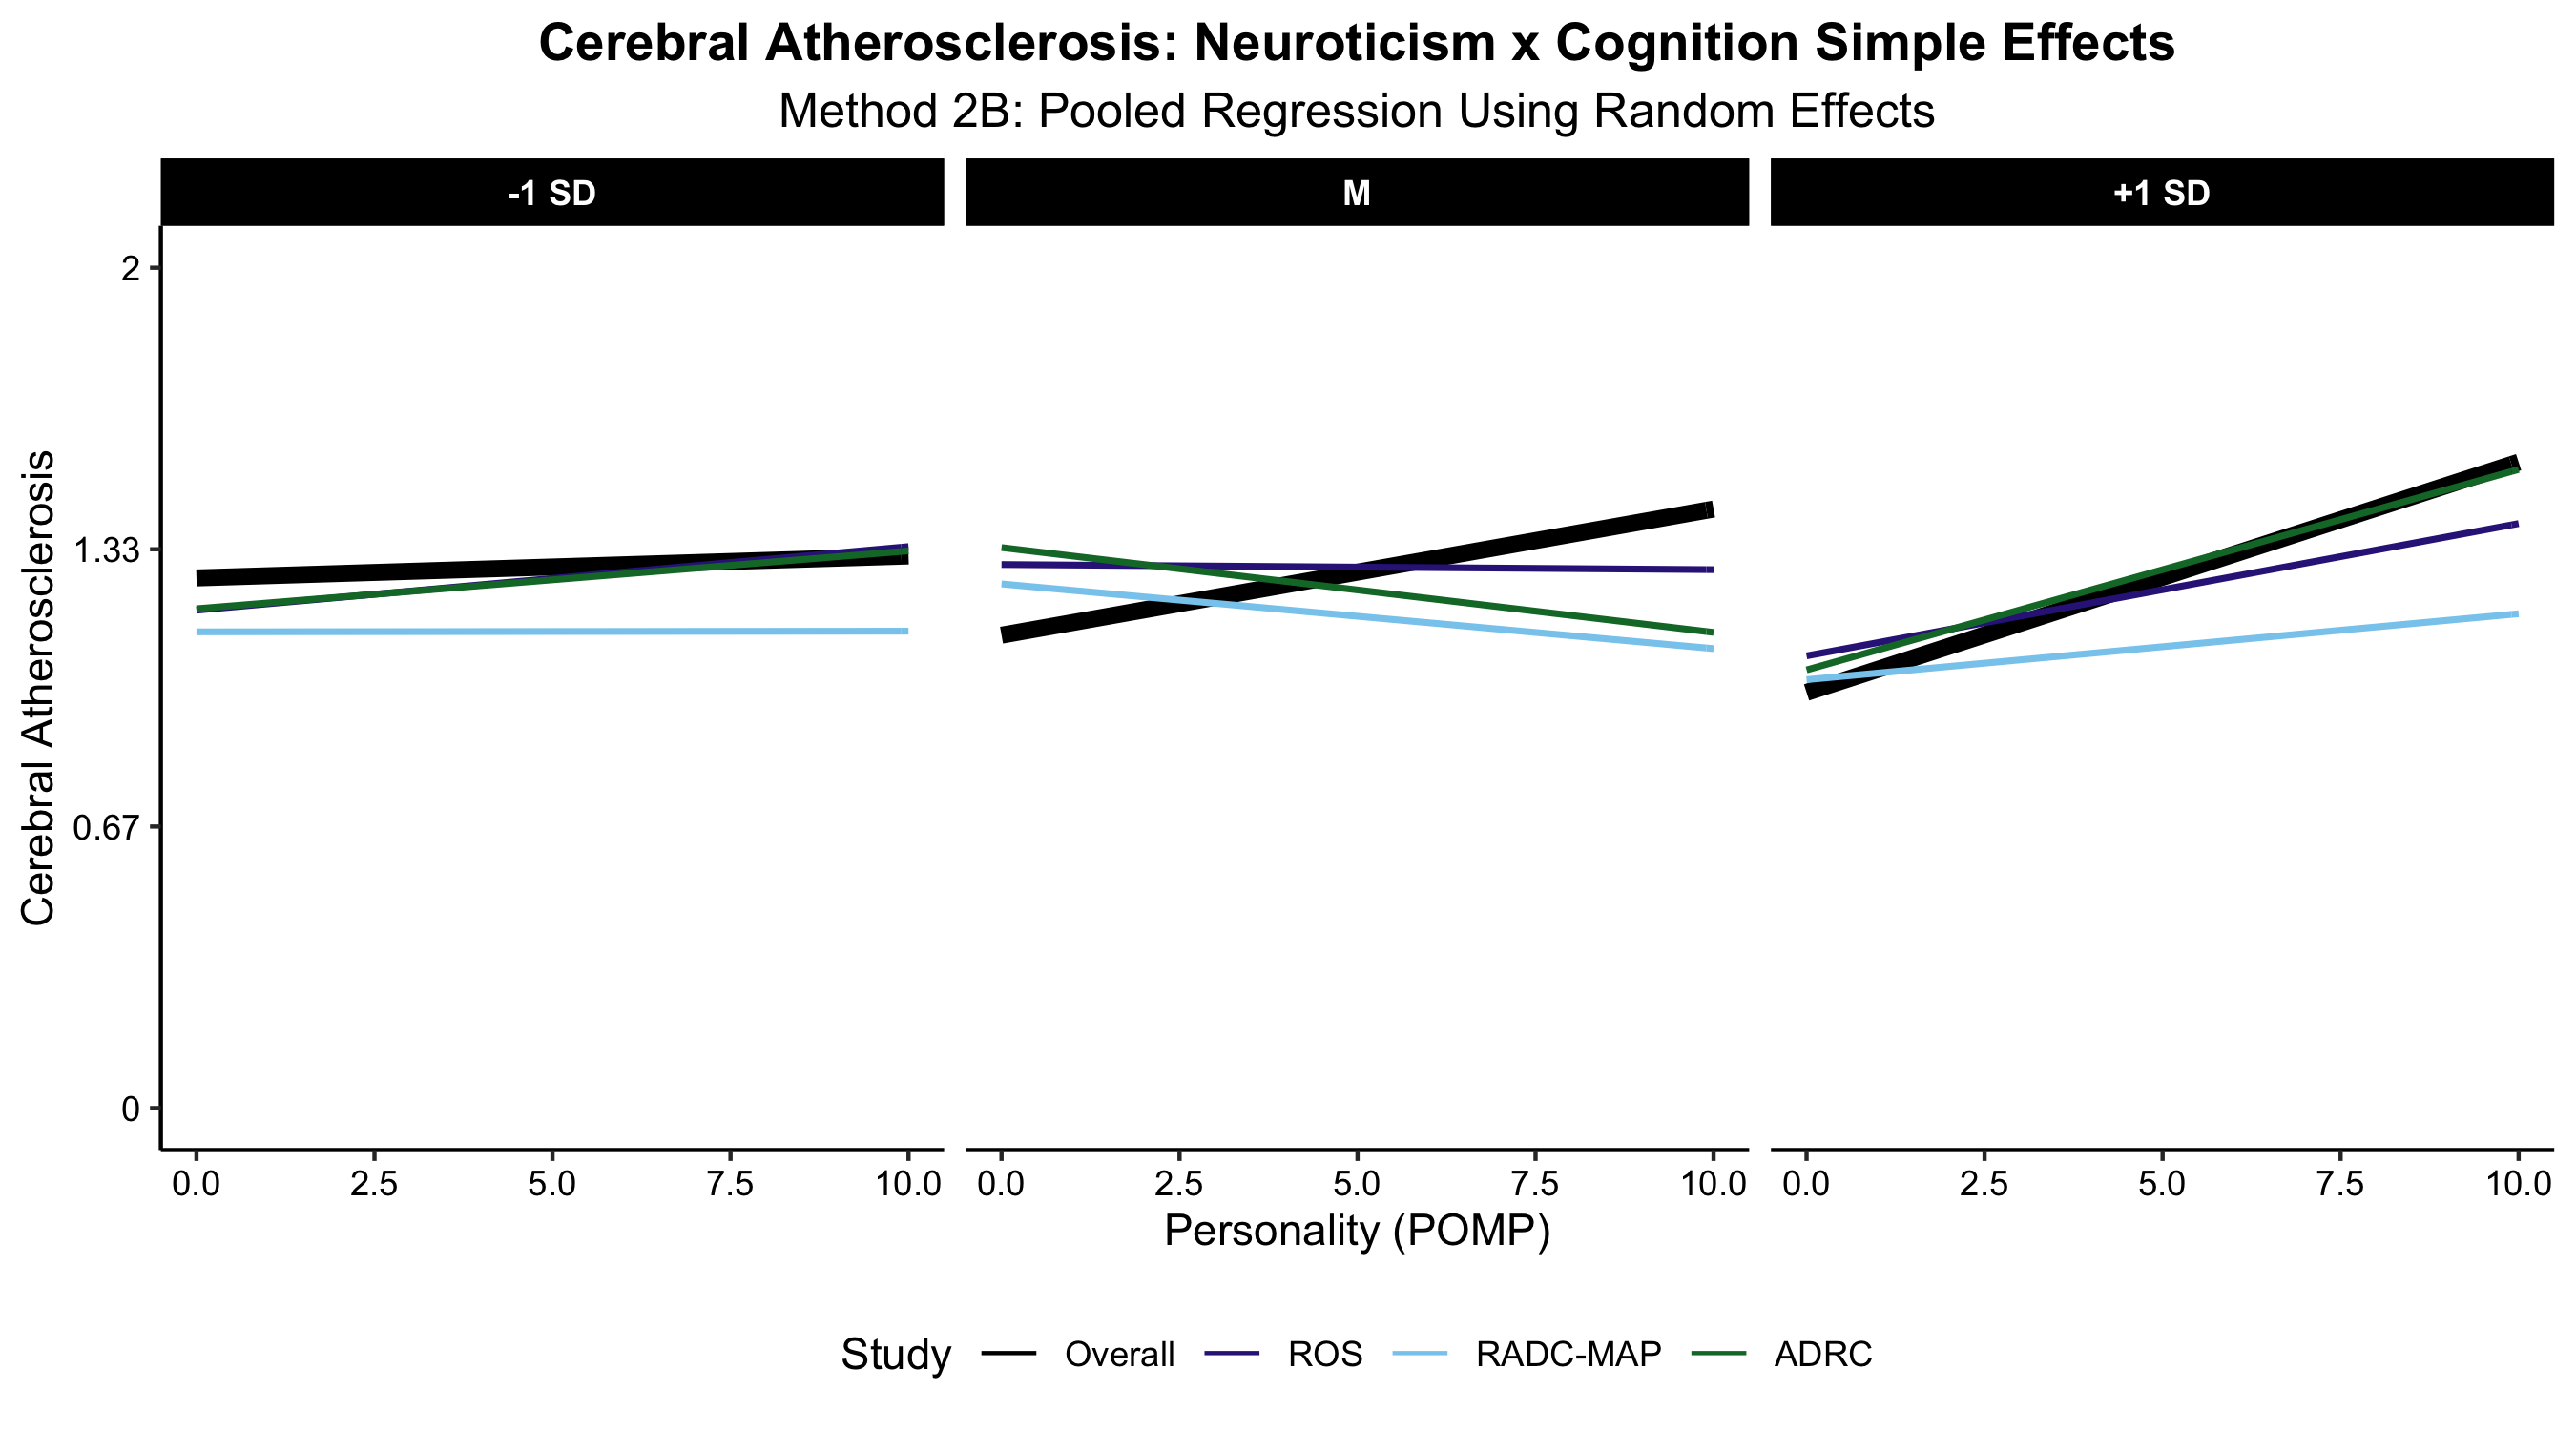 Cerebral Atherosclerosis: Neuroticism x Cognition Simple Effects
Method 2B: Pooled Regression Using Random Effects
-1 SD
M
+1 SD
Cerebral Atherosclerosis
2
1.33
0.67
0
0.0 2.5 5.0 7.5 10.0
0.0 2.5 5.0 7.5 10.0
0.0 2.5 5.0 7.5 10.0
Personality (POMP)
Study Overall ROS RADC-MAP ADRC